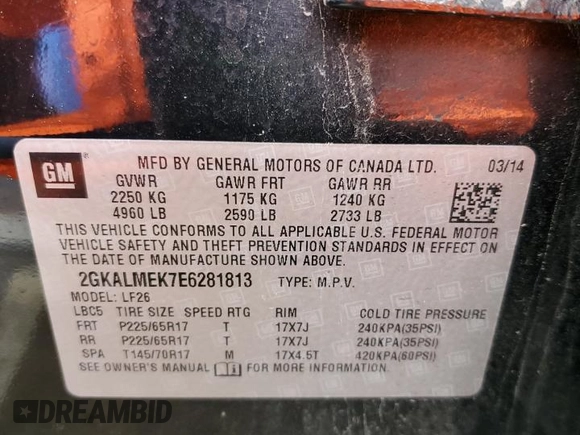 GM
MFD BY GENERAL MOTORS OF CANADA LTD. 03/14
GVWR GAWR FRT GAWR RR
2250 KG 1175 KG 1240 KG
4960 LB 2590 LB 2733 LB
THIS VEHICLE CONFORMS TO ALL APPLICABLE U.S. FEDERAL MOTOR
VEHICLE SAFETY AND THEFT PREVENTION STANDARDS IN EFFECT ON
THE DATE OF MANUFACTURE SHOWN ABOVE.
2GKALMEK7E6281813 TYPE: M.P.V.
MODEL: LF26
LBC5 TIRE SIZE SPEED RTG RIM COLD TIRE PRESSURE
FRT P225/65R17 T 17X7J 240KPA(35PSI)
RR P225/65R17 T 17X7J 240KPA(35PSI)
SPA T145/70R17 M 17X4.5T 420KPA(60PSI)
SEE OWNER'S MANUAL i FOR MORE INFORMATION.
DREAMBID